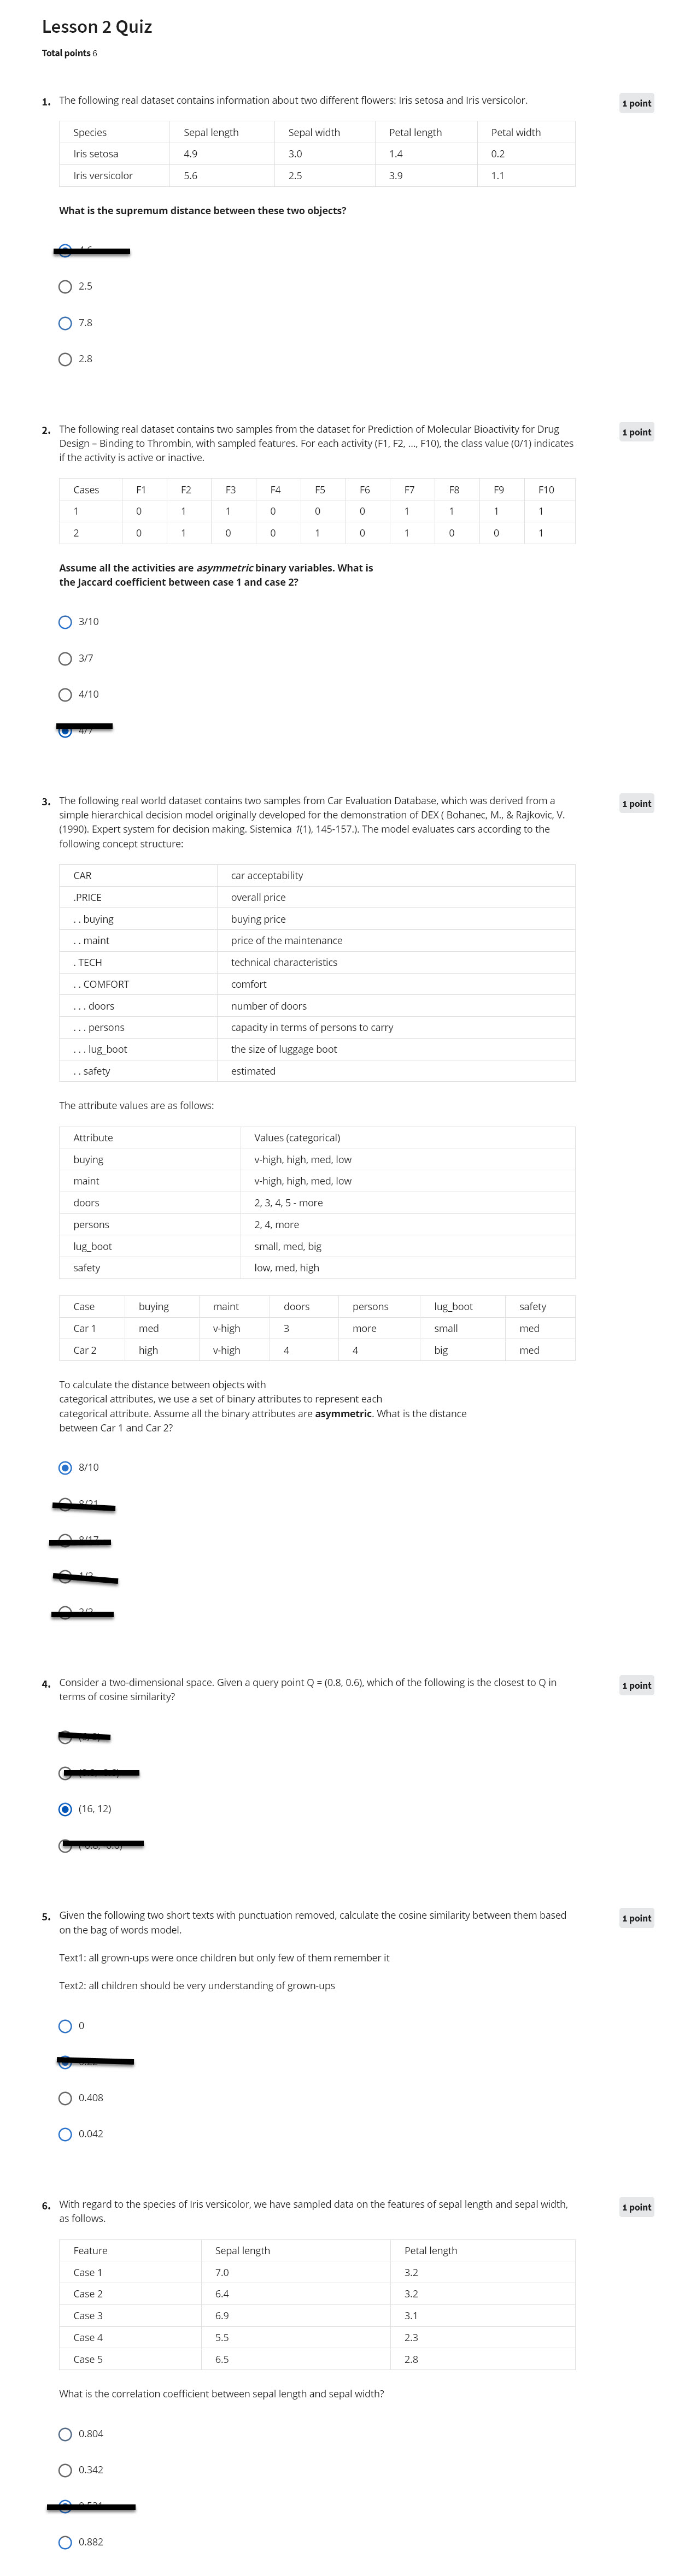 Lesson 2 Quiz
Total points 6
1. The following real dataset contains information about two different flowers: Iris setosa and Iris versicolor. 1 point
Species Sepal length Sepal width Petal length Petal width
Iris setosa 4.9 3.0 1.4 0.2
Iris versicolor 5.6 2.5 3.9 1.1
What is the supremum distance between these two objects?
2.5
7.8
2.8
2. The following real dataset contains two samples from the dataset for Prediction of Molecular Bioactivity for Drug 1 point
Design – Binding to Thrombin, with sampled features. For each activity (F1, F2, ..., F10), the class value (0/1) indicates
if the activity is active or inactive.
Cases F1 F2 F3 F4 F5 F6 F7 F8 F9 F10
1 0 1 1 0 0 0 1 1 1 1
2 0 1 0 0 1 0 1 0 0 1
Assume all the activities are asymmetric binary variables. What is
the Jaccard coefficient between case 1 and case 2?
3/10
3/7
4/10
3. The following real world dataset contains two samples from Car Evaluation Database, which was derived from a 1 point
simple hierarchical decision model originally developed for the demonstration of DEX ( Bohanec, M., & Rajkovic, V.
(1990). Expert system for decision making. Sistemica 1(1), 145-157.). The model evaluates cars according to the
following concept structure:
CAR car acceptability
.PRICE overall price
. . buying buying price
. . maint price of the maintenance
. TECH technical characteristics
. . COMFORT comfort
. . . doors number of doors
. . . persons capacity in terms of persons to carry
. . . lug_boot the size of luggage boot
. . safety estimated
The attribute values are as follows:
Attribute Values (categorical)
buying v-high, high, med, low
maint v-high, high, med, low
doors 2, 3, 4, 5 - more
persons 2, 4, more
lug_boot small, med, big
safety low, med, high
Case buying maint doors persons lug_boot safety
Car 1 med v-high 3 more small med
Car 2 high v-high 4 4 big med
To calculate the distance between objects with
categorical attributes, we use a set of binary attributes to represent each
categorical attribute. Assume all the binary attributes are asymmetric. What is the distance
between Car 1 and Car 2?
8/10
4. Consider a two-dimensional space. Given a query point Q = (0.8, 0.6), which of the following is the closest to Q in 1 point
terms of cosine similarity?
(16, 12)
5. Given the following two short texts with punctuation removed, calculate the cosine similarity between them based 1 point
on the bag of words model.
Text1: all grown-ups were once children but only few of them remember it
Text2: all children should be very understanding of grown-ups
0
0.408
0.042
6. With regard to the species of Iris versicolor, we have sampled data on the features of sepal length and sepal width, 1 point
as follows.
Feature Sepal length Petal length
Case 1 7.0 3.2
Case 2 6.4 3.2
Case 3 6.9 3.1
Case 4 5.5 2.3
Case 5 6.5 2.8
What is the correlation coefficient between sepal length and sepal width?
0.804
0.342
0.882